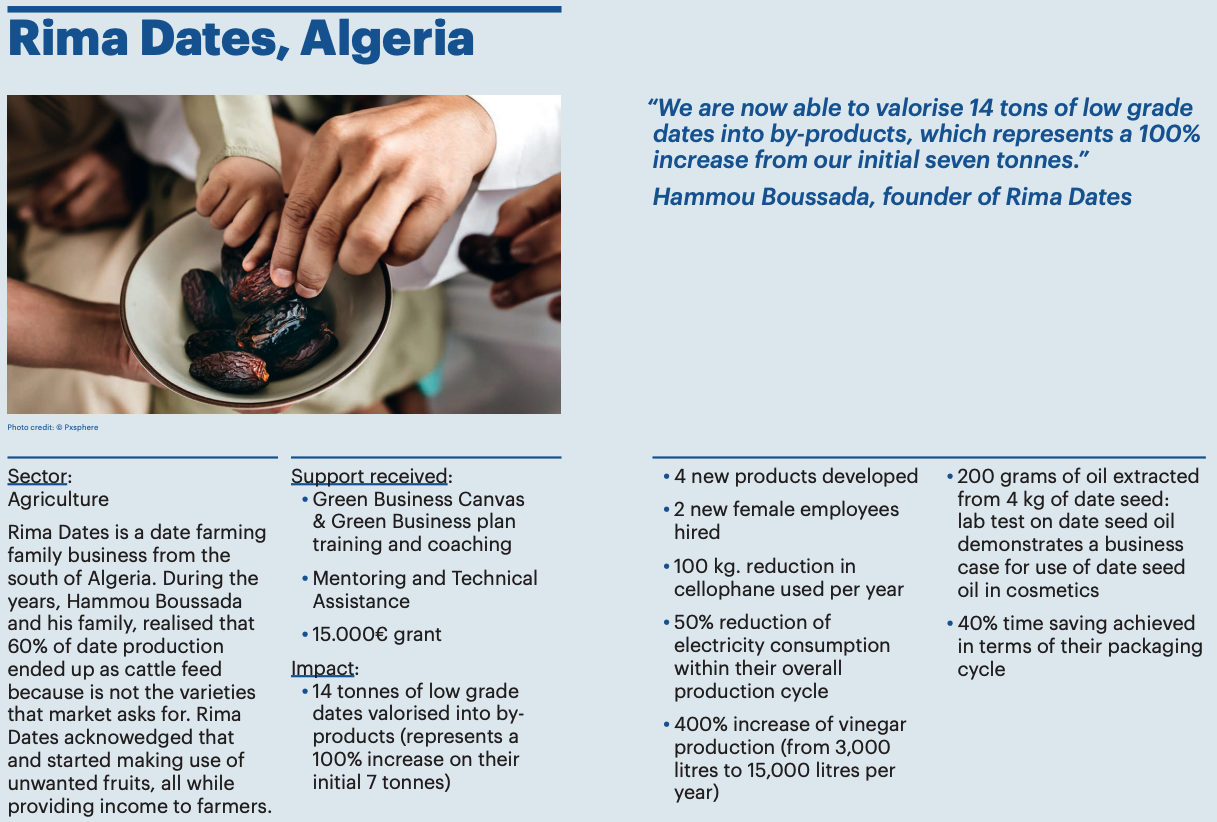 Rima Dates, Algeria
“We are now able to valorise 14 tons of low grade
dates into by-products, which represents a 100%
increase from our initial seven tonnes.”
Hammou Boussada, founder of Rima Dates
Photo credit: © Pxsphere
Sector:
Agriculture
Rima Dates is a date farming
family business from the
south of Algeria. During the
years, Hammou Boussada
and his family, realised that
60% of date production
ended up as cattle feed
because is not the varieties
that market asks for. Rima
Dates acknowedged that
and started making use of
unwanted fruits, all while
providing income to farmers.
Support received:
• Green Business Canvas
& Green Business plan
training and coaching
• Mentoring and Technical
Assistance
• 15.000€ grant
Impact:
• 14 tonnes of low grade
dates valorised into by-
products (represents a
100% increase on their
initial 7 tonnes)
• 4 new products developed
• 2 new female employees
hired
• 100 kg. reduction in
cellophane used per year
• 50% reduction of
electricity consumption
within their overall
production cycle
• 400% increase of vinegar
production (from 3,000
litres to 15,000 litres per
year)
• 200 grams of oil extracted
from 4 kg of date seed:
lab test on date seed oil
demonstrates a business
case for use of date seed
oil in cosmetics
• 40% time saving achieved
in terms of their packaging
cycle